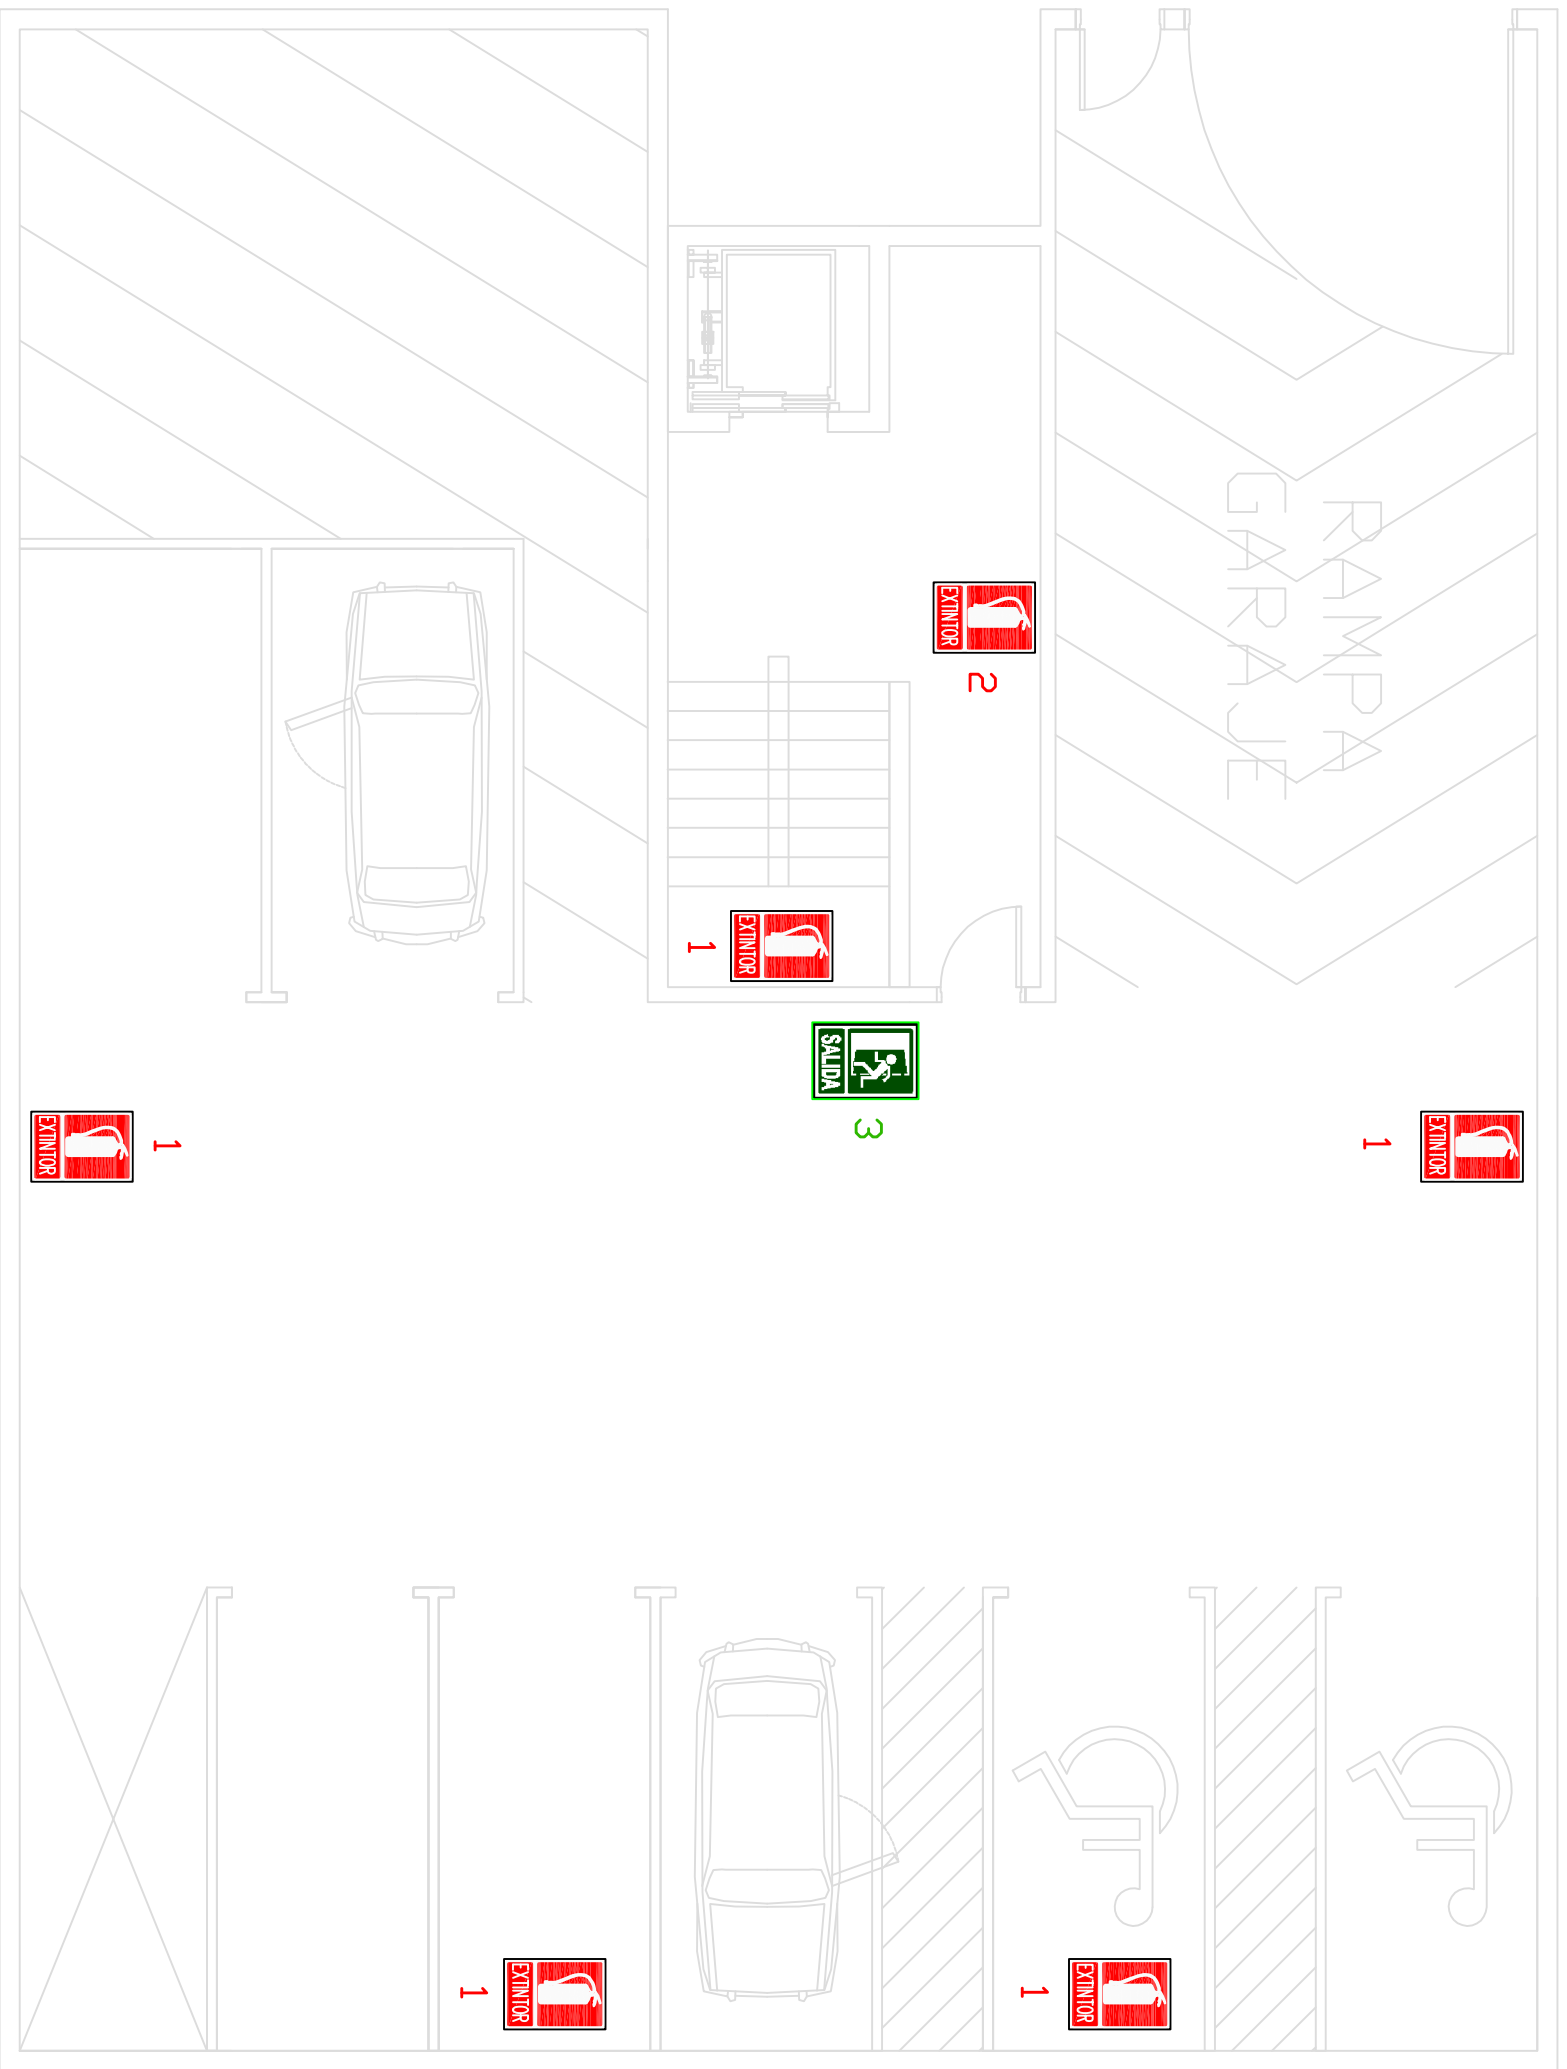 RAMPA
GARAJE
EXTINTOR
2
EXTINTOR
1
SALIDA
3
EXTINTOR
1
EXTINTOR
1
EXTINTOR
1
EXTINTOR
1